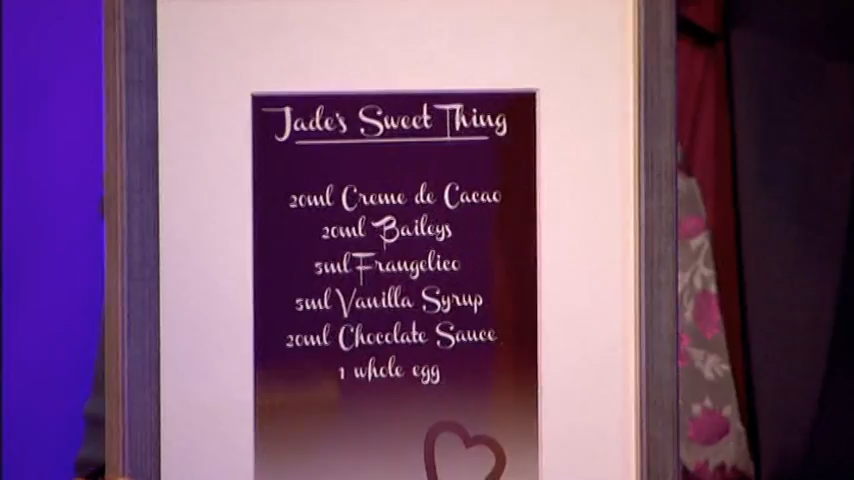 Jade's Sweet Thing
20ml Creme de Cacao
20ml Baileys
5ml Frangelico
5ml Vanilla Syrup
20ml Chocolate Sauce
1 whole egg